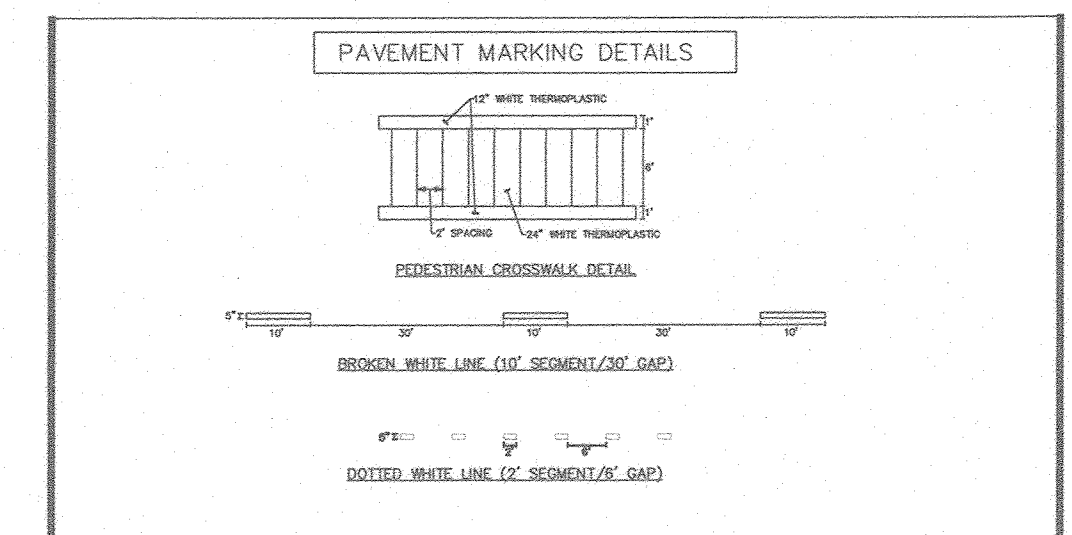 PAVEMENT MARKING DETAILS
12" WHITE THERMOPLASTIC
1'
6'
1'
2' SPACING
24" WHITE THERMOPLASTIC
PEDESTRIAN CROSSWALK DETAIL
5"
10' 30' 10' 30' 10'
BROKEN WHITE LINE (10' SEGMENT/30' GAP)
2' 6'
DOTTED WHITE LINE (2' SEGMENT/6' GAP)